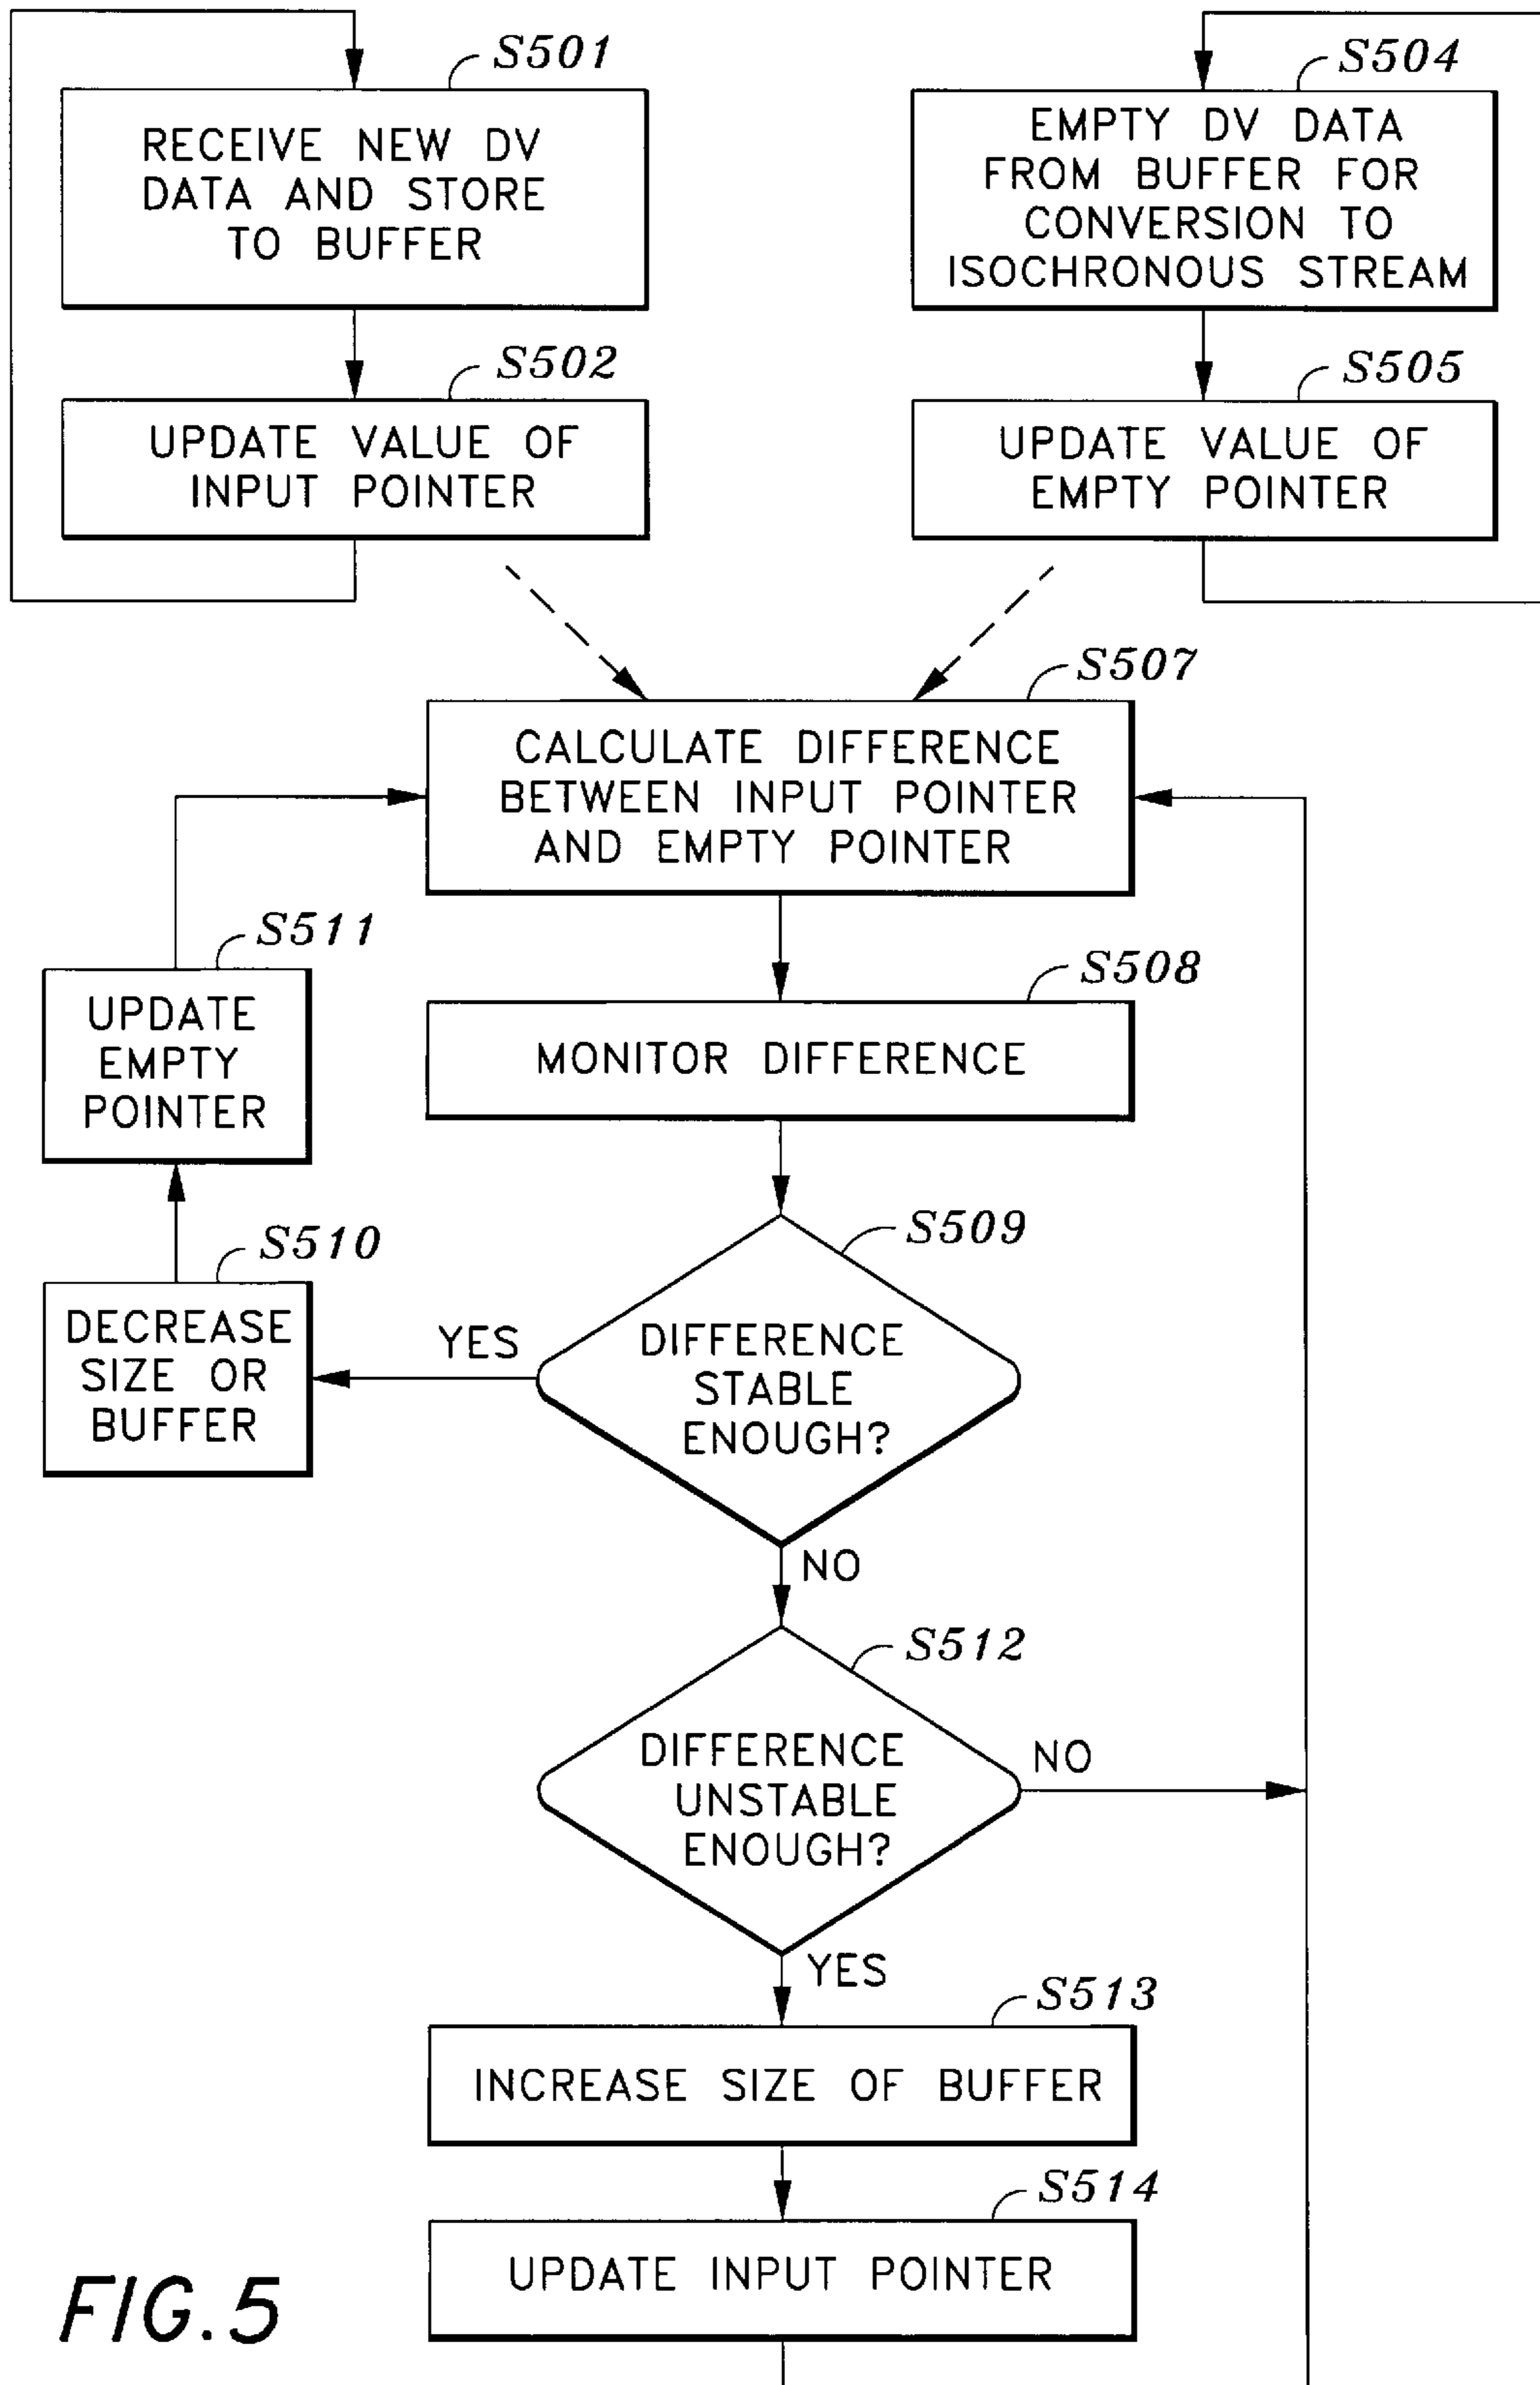 S501
RECEIVE NEW DV
DATA AND STORE
TO BUFFER
S502
UPDATE VALUE OF
INPUT POINTER
S504
EMPTY DV DATA
FROM BUFFER FOR
CONVERSION TO
ISOCHRONOUS STREAM
S505
UPDATE VALUE OF
EMPTY POINTER
S507
CALCULATE DIFFERENCE
BETWEEN INPUT POINTER
AND EMPTY POINTER
S508
MONITOR DIFFERENCE
S509
DIFFERENCE
STABLE
ENOUGH?
YES
S510
DECREASE
SIZE OR
BUFFER
S511
UPDATE
EMPTY
POINTER
NO
S512
DIFFERENCE
UNSTABLE
ENOUGH?
NO
YES
S513
INCREASE SIZE OF BUFFER
S514
UPDATE INPUT POINTER
FIG.5